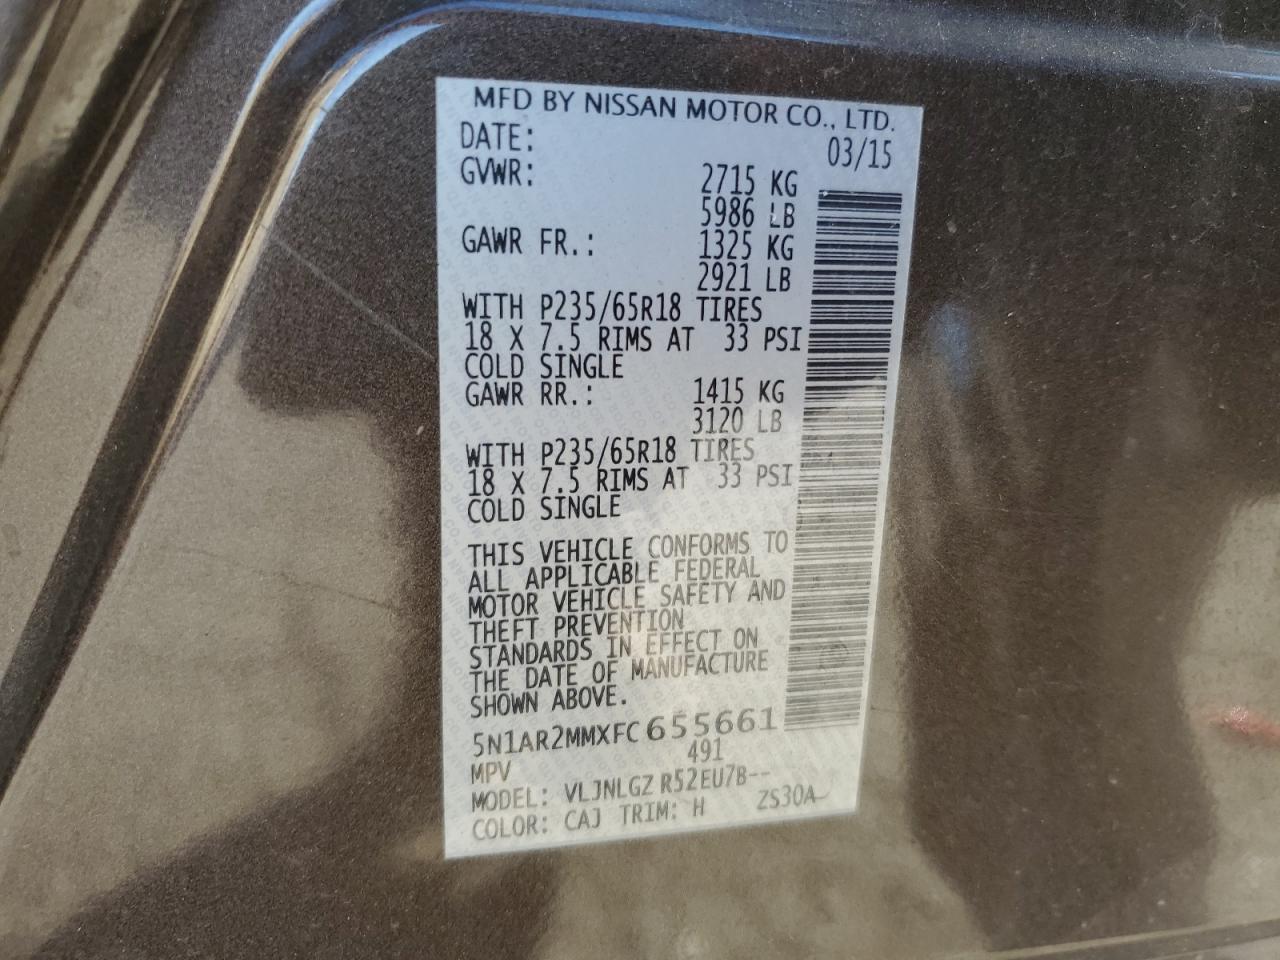 MFD BY NISSAN MOTOR CO., LTD.
DATE: 03/15
GVWR: 2715 KG
5986 LB
GAWR FR.: 1325 KG
2921 LB
WITH P235/65R18 TIRES
18 X 7.5 RIMS AT 33 PSI
COLD SINGLE
GAWR RR.: 1415 KG
3120 LB
WITH P235/65R18 TIRES
18 X 7.5 RIMS AT 33 PSI
COLD SINGLE
THIS VEHICLE CONFORMS TO
ALL APPLICABLE FEDERAL
MOTOR VEHICLE SAFETY AND
THEFT PREVENTION
STANDARDS IN EFFECT ON
THE DATE OF MANUFACTURE
SHOWN ABOVE.
5N1AR2MMXFC655661
MPV 491
MODEL: VLJNLGZ R52EU7B--
COLOR: CAJ TRIM: H ZS30A